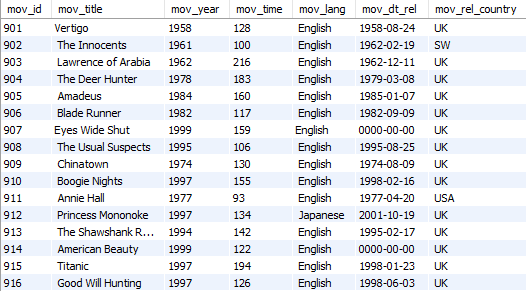 mov_id mov_title mov_year mov_time mov_lang mov_dt_rel mov_rel_country
901 Vertigo 1958 128 English 1958-08-24 UK
902 The Innocents 1961 100 English 1962-02-19 SW
903 Lawrence of Arabia 1962 216 English 1962-12-11 UK
904 The Deer Hunter 1978 183 English 1979-03-08 UK
905 Amadeus 1984 160 English 1985-01-07 UK
906 Blade Runner 1982 117 English 1982-09-09 UK
907 Eyes Wide Shut 1999 159 English 0000-00-00 UK
908 The Usual Suspects 1995 106 English 1995-08-25 UK
909 Chinatown 1974 130 English 1974-08-09 UK
910 Boogie Nights 1997 155 English 1998-02-16 UK
911 Annie Hall 1977 93 English 1977-04-20 USA
912 Princess Mononoke 1997 134 Japanese 2001-10-19 UK
913 The Shawshank R... 1994 142 English 1995-02-17 UK
914 American Beauty 1999 122 English 0000-00-00 UK
915 Titanic 1997 194 English 1998-01-23 UK
916 Good Will Hunting 1997 126 English 1998-06-03 UK